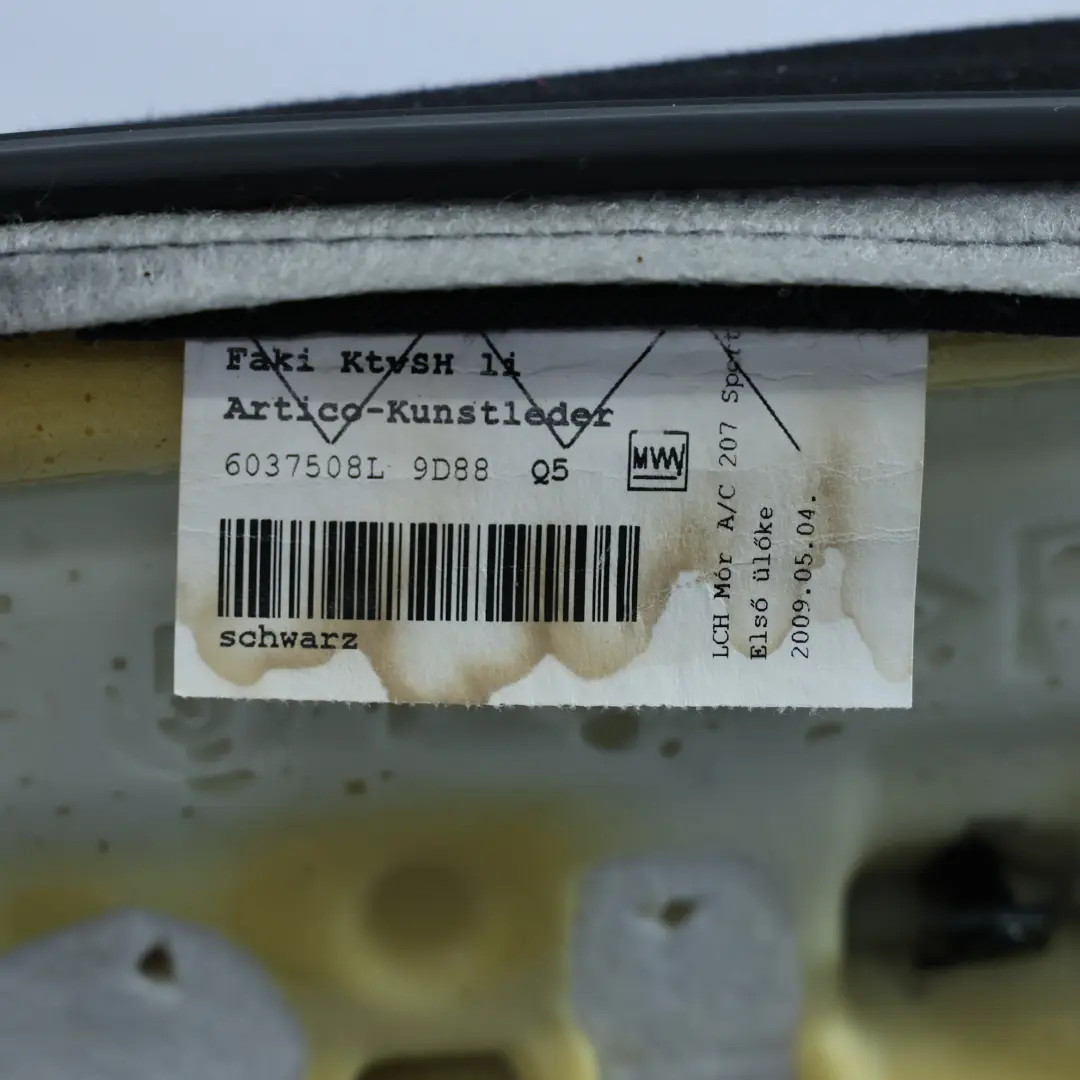 Faki KtvSH li
Artico-Kunstleder
6037508L 9D88 Q5
MWW
schwarz
LCH Mór A/C 207 Sport
Első ülőke
2009.05.04.